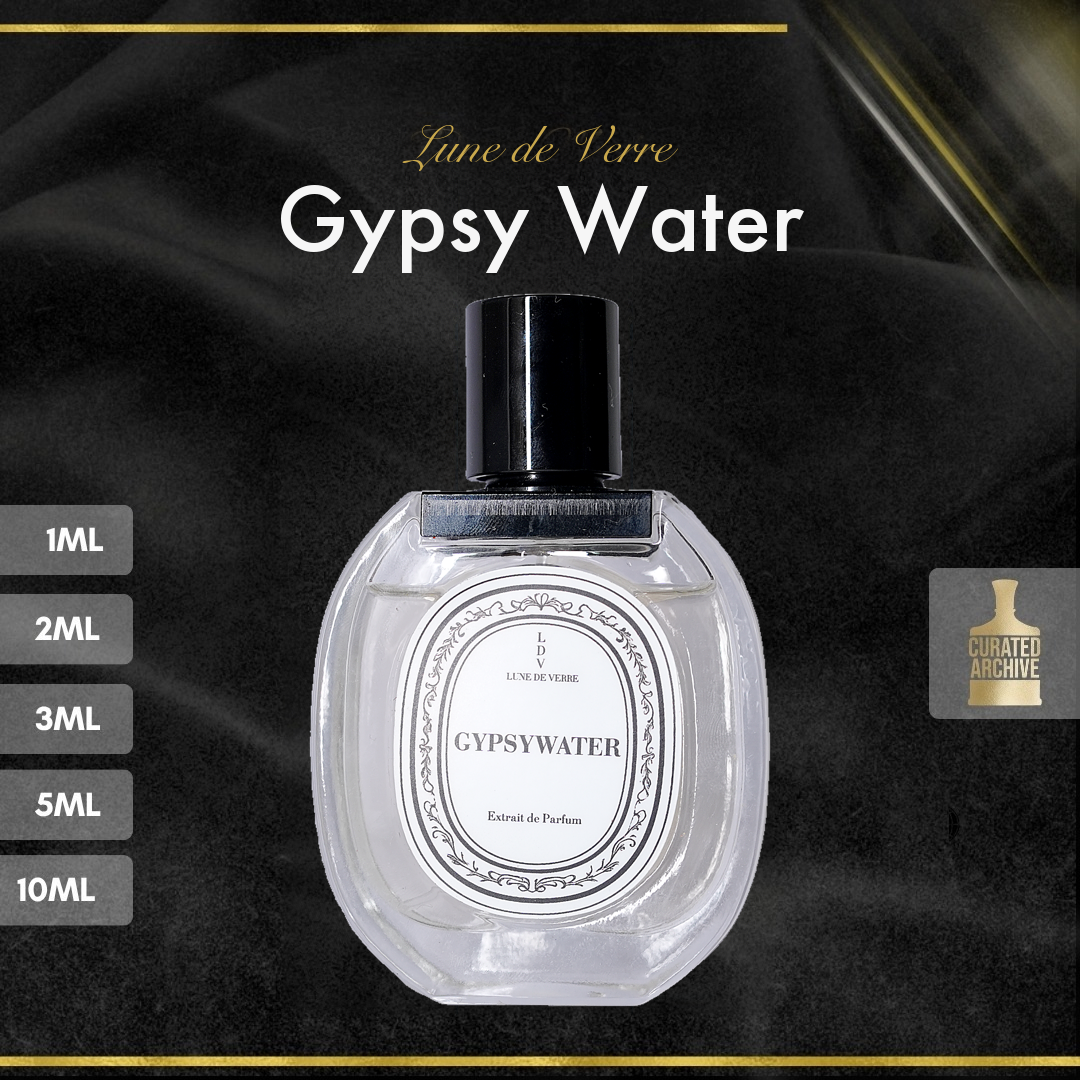 Lune de Verre
Gypsy Water
1ML
2ML
3ML
5ML
10ML
L
D
V
LUNE DE VERRE
GYPSYWATER
Extrait de Parfum
CURATED
ARCHIVE